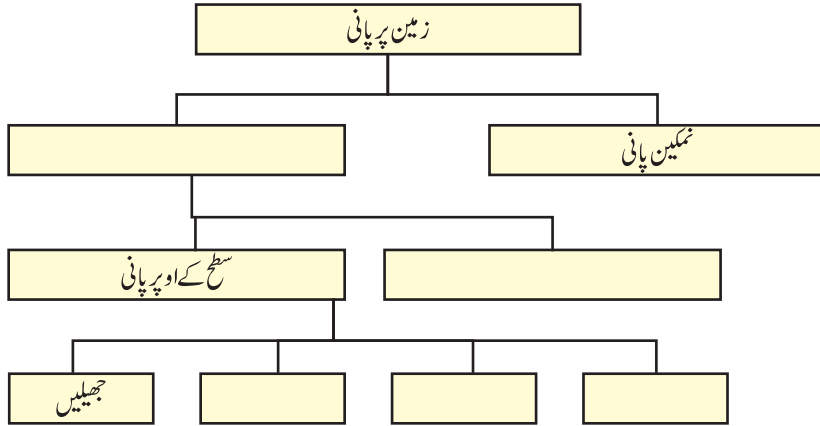 زمین پر پانی
نمکین پانی
سطح کے اوپر پانی
جھیلیں